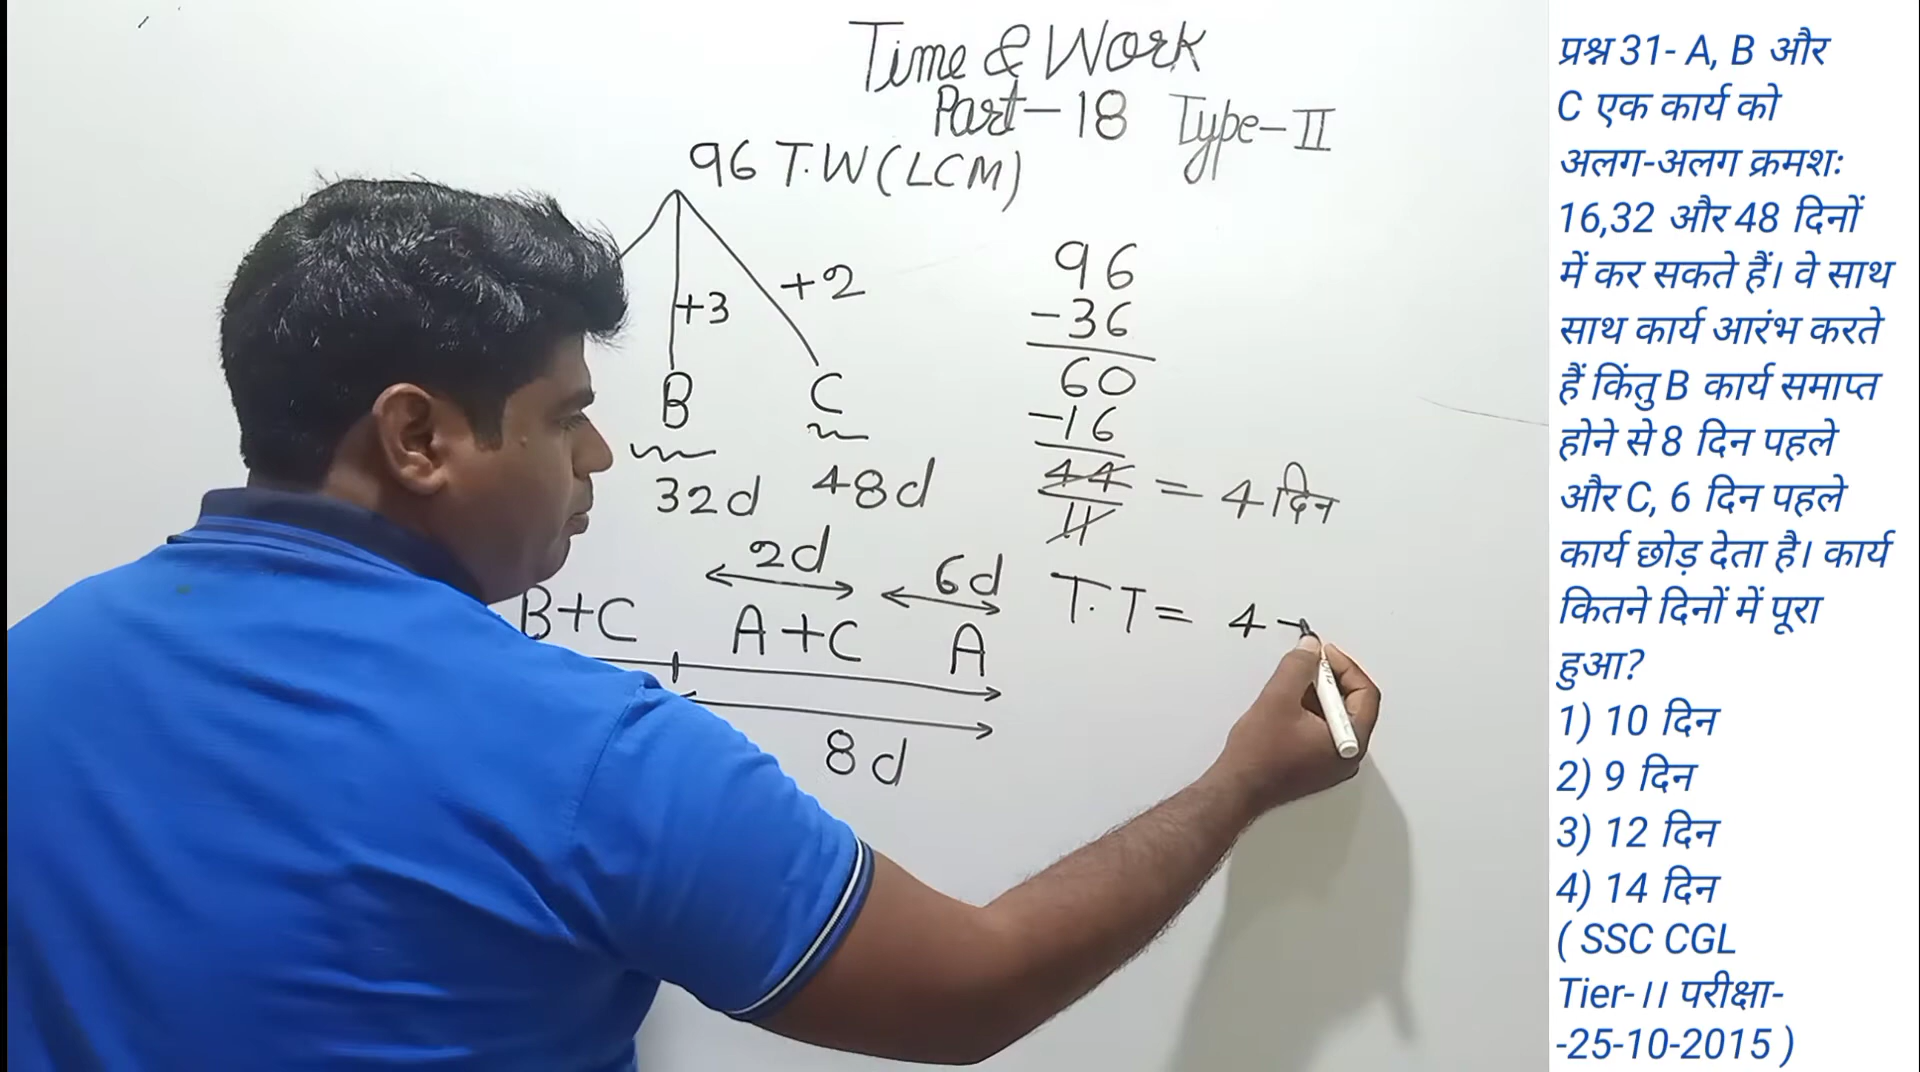 Time & Work
Part-18 Type-II
96 T.W(LCM)
+3
+2
B
C
32d
48d
96
-36
60
-16
44
11
= 4 दिन
2d
6d
B+C
A+C
A
8d
T.T = 4
प्रश्न 31- A, B और
C एक कार्य को
अलग-अलग क्रमशः
16,32 और 48 दिनों
में कर सकते हैं। वे साथ
साथ कार्य आरंभ करते
हैं किंतु B कार्य समाप्त
होने से 8 दिन पहले
और C, 6 दिन पहले
कार्य छोड़ देता है। कार्य
कितने दिनों में पूरा
हुआ?
1) 10 दिन
2) 9 दिन
3) 12 दिन
4) 14 दिन
( SSC CGL
Tier-।। परीक्षा-
-25-10-2015 )